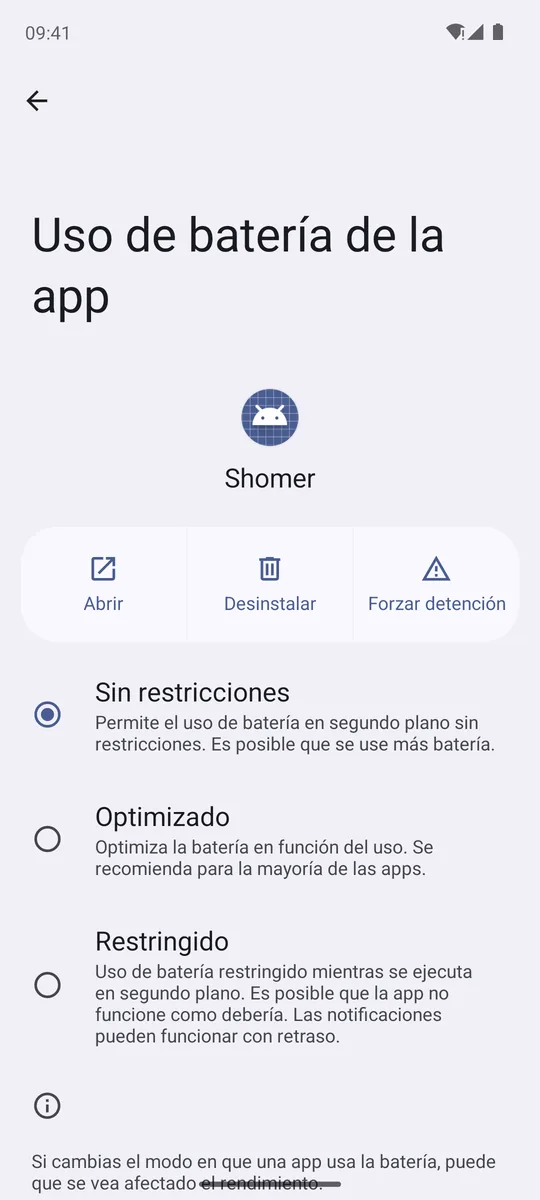 09:41
Uso de batería de la
app
Shomer
Abrir
Desinstalar
Forzar detención
Sin restricciones
Permite el uso de batería en segundo plano sin
restricciones. Es posible que se use más batería.
Optimizado
Optimiza la batería en función del uso. Se
recomienda para la mayoría de las apps.
Restringido
Uso de batería restringido mientras se ejecuta
en segundo plano. Es posible que la app no
funcione como debería. Las notificaciones
pueden funcionar con retraso.
Si cambias el modo en que una app usa la batería, puede
que se vea afectado el rendimiento.